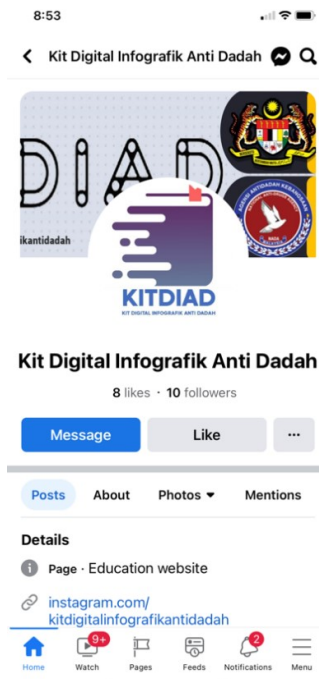 8:53
Kit Digital Infografik Anti Dadah
DIAD
ikantidadah
KITDIAD
KIT DIGITAL INFOGRAFIK ANTI DADAH
Kit Digital Infografik Anti Dadah
8 likes · 10 followers
Message
Like
Posts
About
Photos
Mentions
Details
Page · Education website
instagram.com/
kitdigitalinfografikantidadah
9+
2
Home
Watch
Pages
Feeds
Notifications
Menu